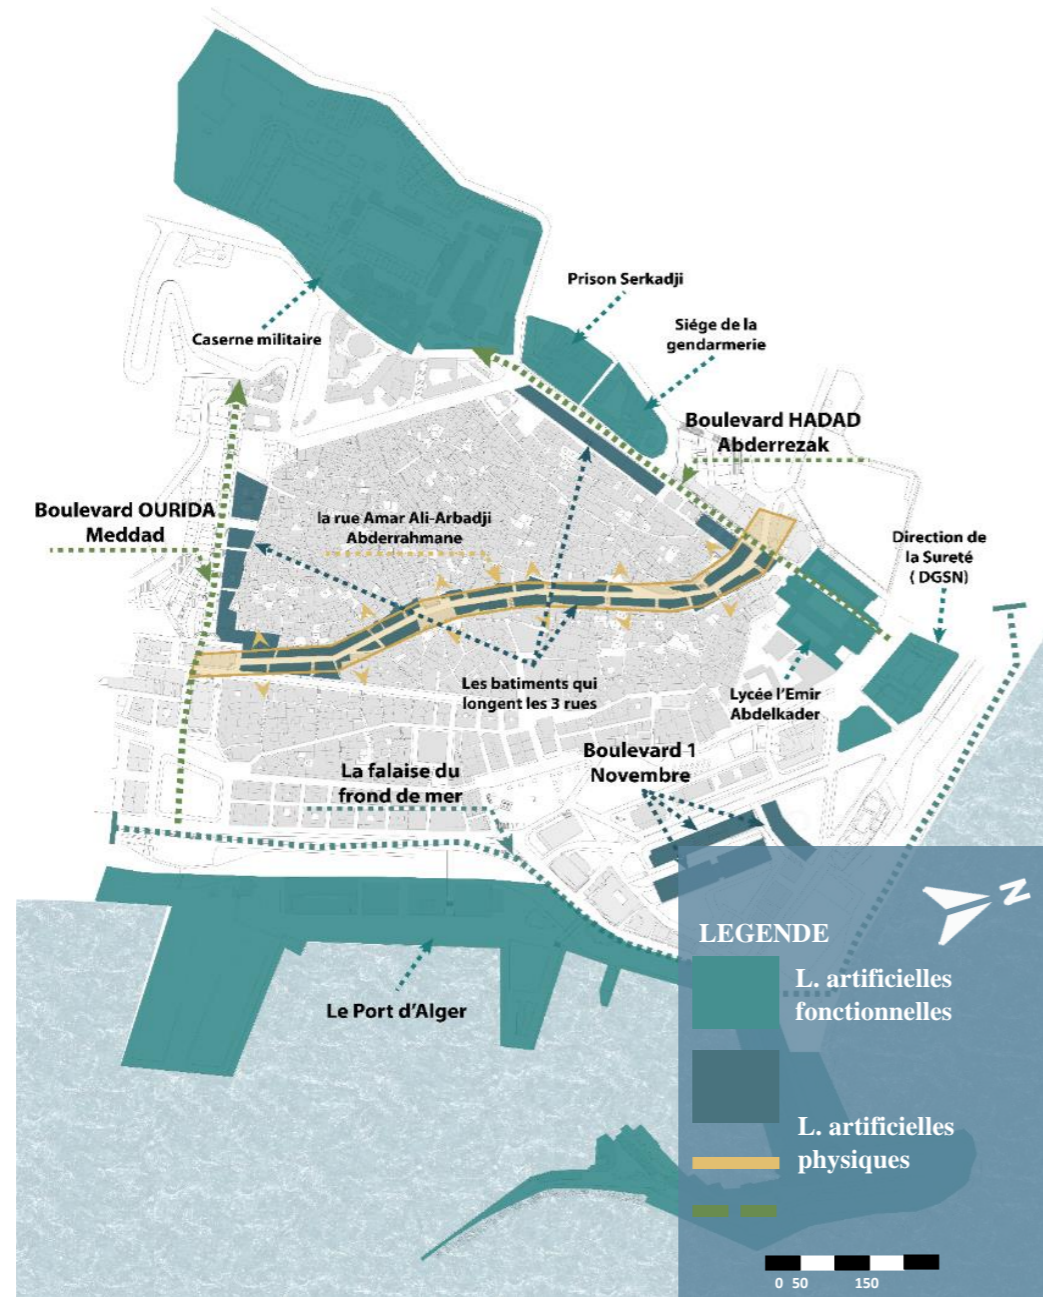 Prison Serkadji
Siége de la
gendarmerie
Caserne militaire
Boulevard HADAD
Abderrezak
Boulevard OURIDA
Meddad
la rue Amar Ali-Arbadji
Abderrahmane
Direction de
la Sureté
( DGSN)
Les batiments qui
longent les 3 rues
Lycée l'Emir
Abdelkader
Boulevard 1
Novembre
La falaise du
frond de mer
Le Port d'Alger
N
LEGENDE
L. artificielles
fonctionnelles
L. artificielles
physiques
0 50 150